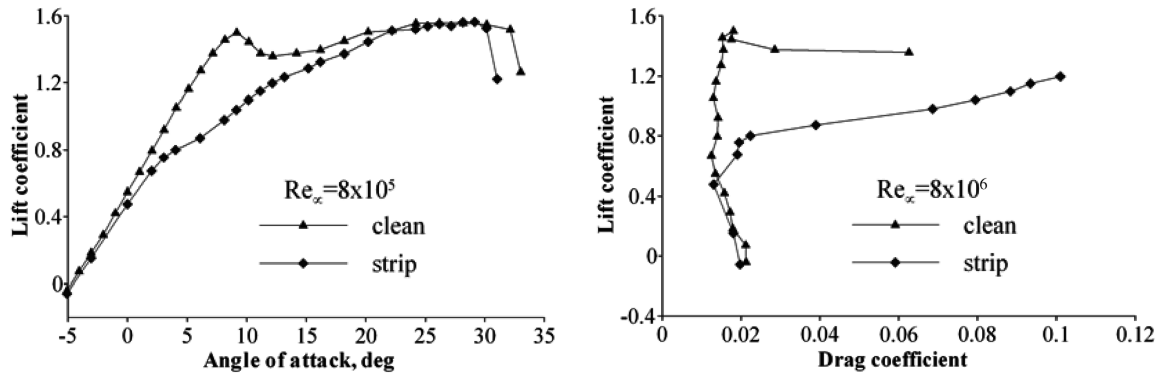 1.6
1.2
0.8
0.4
0
-5
0
5
10
15
20
25
30
35
Lift coefficient
Angle of attack, deg
Re∝=8x10⁵
clean
strip
1.6
1.2
0.8
0.4
0
-0.4
0
0.02
0.04
0.06
0.08
0.1
0.12
Lift coefficient
Drag coefficient
Re∝=8x10⁶
clean
strip